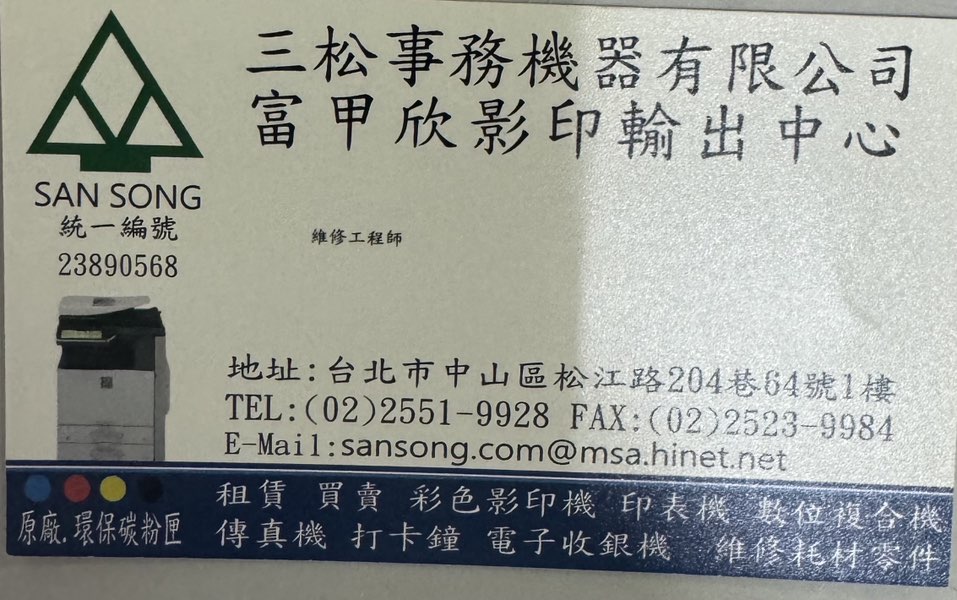 三松事務機器有限公司
富甲欣影印輸出中心
SAN SONG
統一編號
23890568
維修工程師
地址:台北市中山區松江路204巷64號1樓
TEL:(02)2551-9928 FAX:(02)2523-9984
E-Mail:sansong.com@msa.hinet.net
原廠.環保碳粉匣
租賃 買賣 彩色影印機 印表機 數位複合機
傳真機 打卡鐘 電子收銀機 維修耗材零件